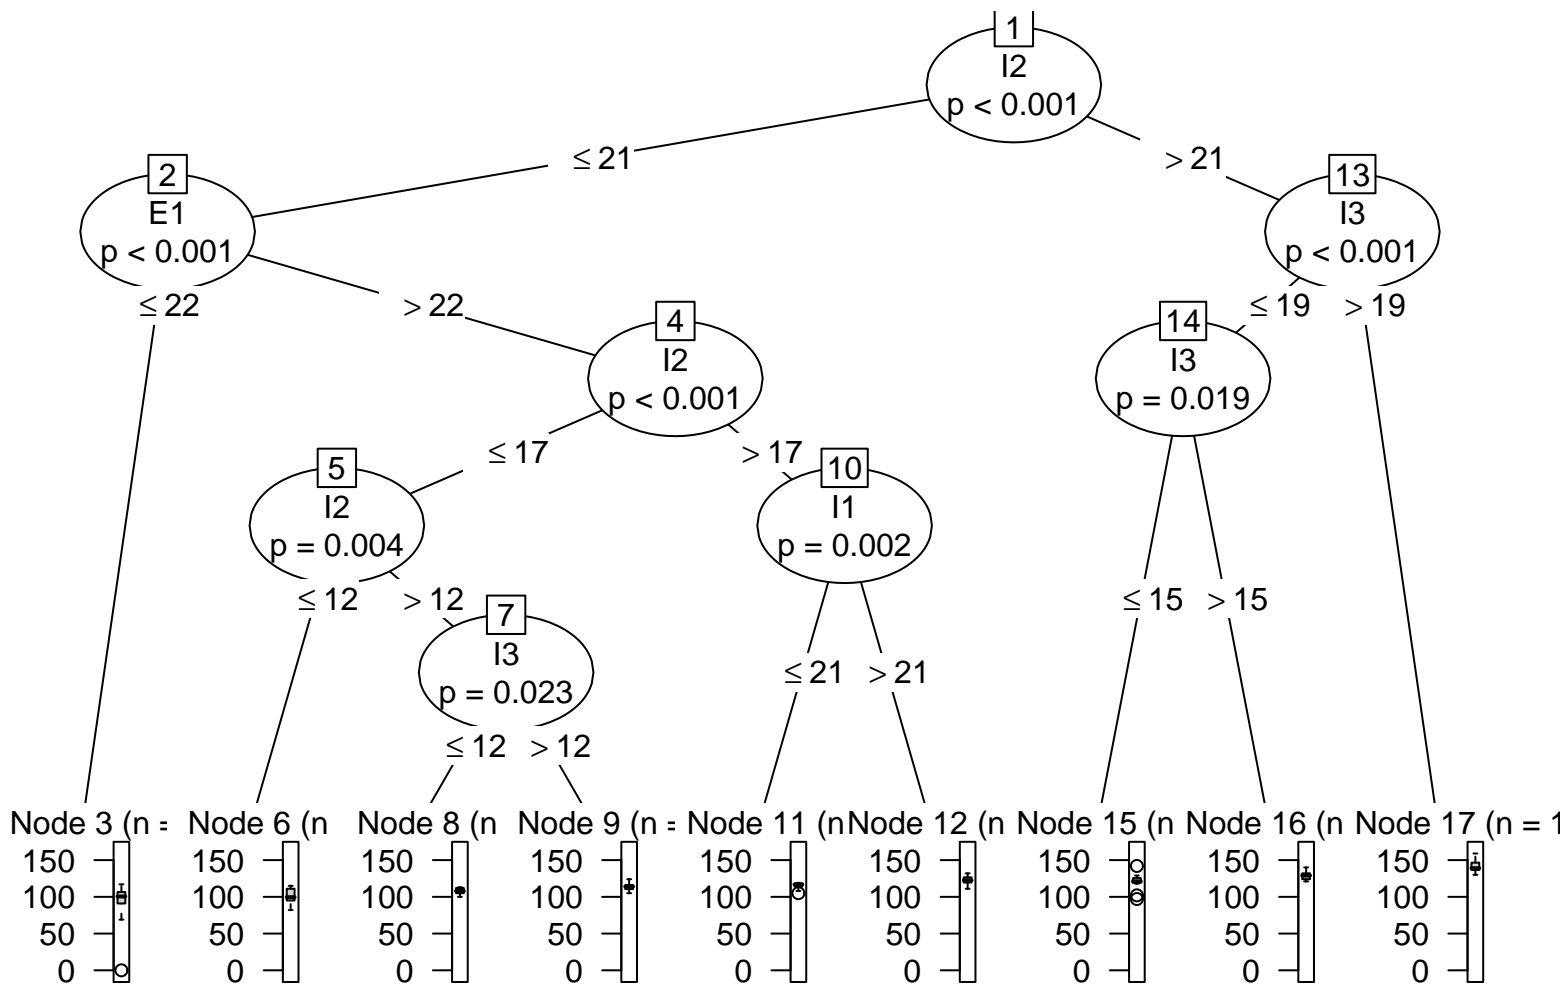 1
I2
p < 0.001
≤ 21
> 21
2
E1
p < 0.001
13
I3
p < 0.001
≤ 22
> 22
≤ 19
> 19
4
I2
p < 0.001
14
I3
p = 0.019
≤ 17
> 17
5
I2
p = 0.004
10
I1
p = 0.002
≤ 12
> 12
≤ 15
> 15
7
I3
p = 0.023
≤ 21
> 21
≤ 12
> 12
Node 3 (n =
Node 6 (n
Node 8 (n
Node 9 (n =
Node 11 (n
Node 12 (n
Node 15 (n
Node 16 (n
Node 17 (n = 1
150 150 150 150 150 150 150 150 150
100 100 100 100 100 100 100 100 100
50 50 50 50 50 50 50 50 50
0 0 0 0 0 0 0 0 0